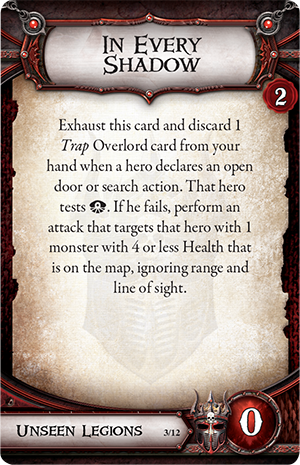 In Every
Shadow
2
Exhaust this card and discard 1
Trap Overlord card from your
hand when a hero declares an open
door or search action. That hero
tests . If he fails, perform an
attack that targets that hero with 1
monster with 4 or less Health that
is on the map, ignoring range and
line of sight.
Unseen Legions 3/12 0